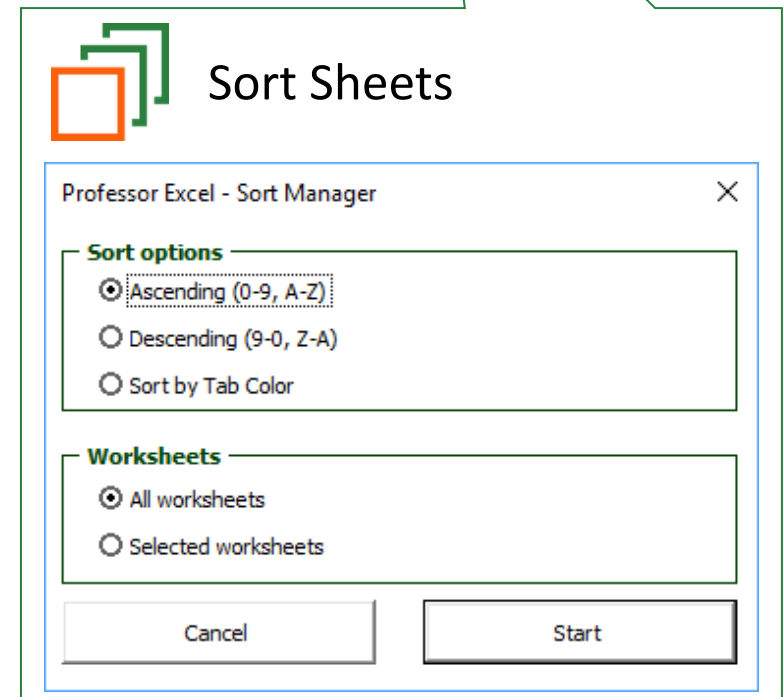 Sort Sheets
Professor Excel - Sort Manager
Sort options
Ascending (0-9, A-Z)
Descending (9-0, Z-A)
Sort by Tab Color
Worksheets
All worksheets
Selected worksheets
Cancel
Start